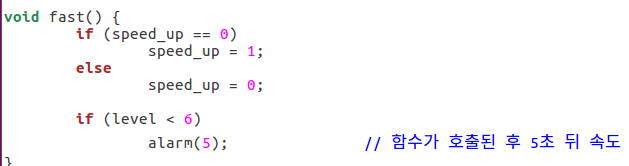 void fast() {
        if (speed_up == 0)
                speed_up = 1;
        else
                speed_up = 0;

        if (level < 6)
                alarm(5);                // 함수가 호출된 후 5초 뒤 속도
}